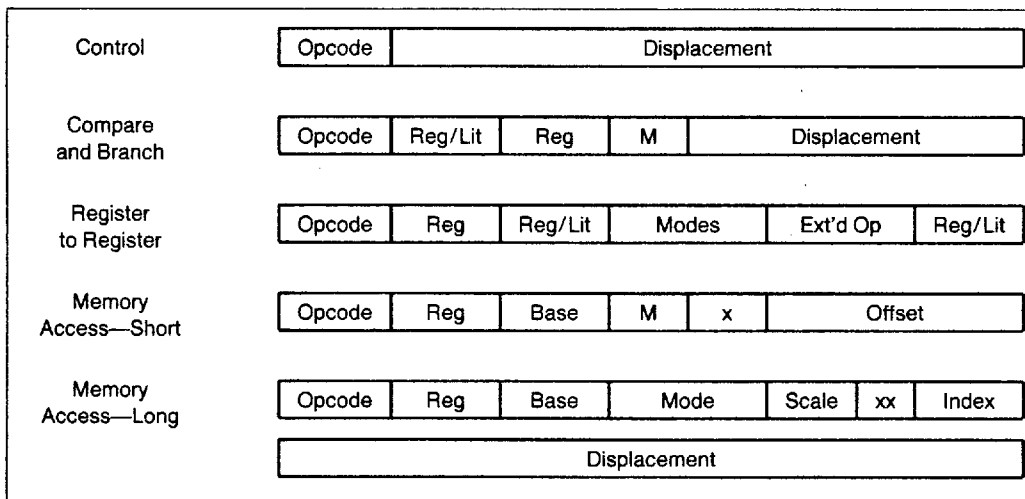 Control
Opcode Displacement
Compare
and Branch
Opcode Reg/Lit Reg M Displacement
Register
to Register
Opcode Reg Reg/Lit Modes Ext'd Op Reg/Lit
Memory
Access—Short
Opcode Reg Base M x Offset
Memory
Access—Long
Opcode Reg Base Mode Scale xx Index
Displacement